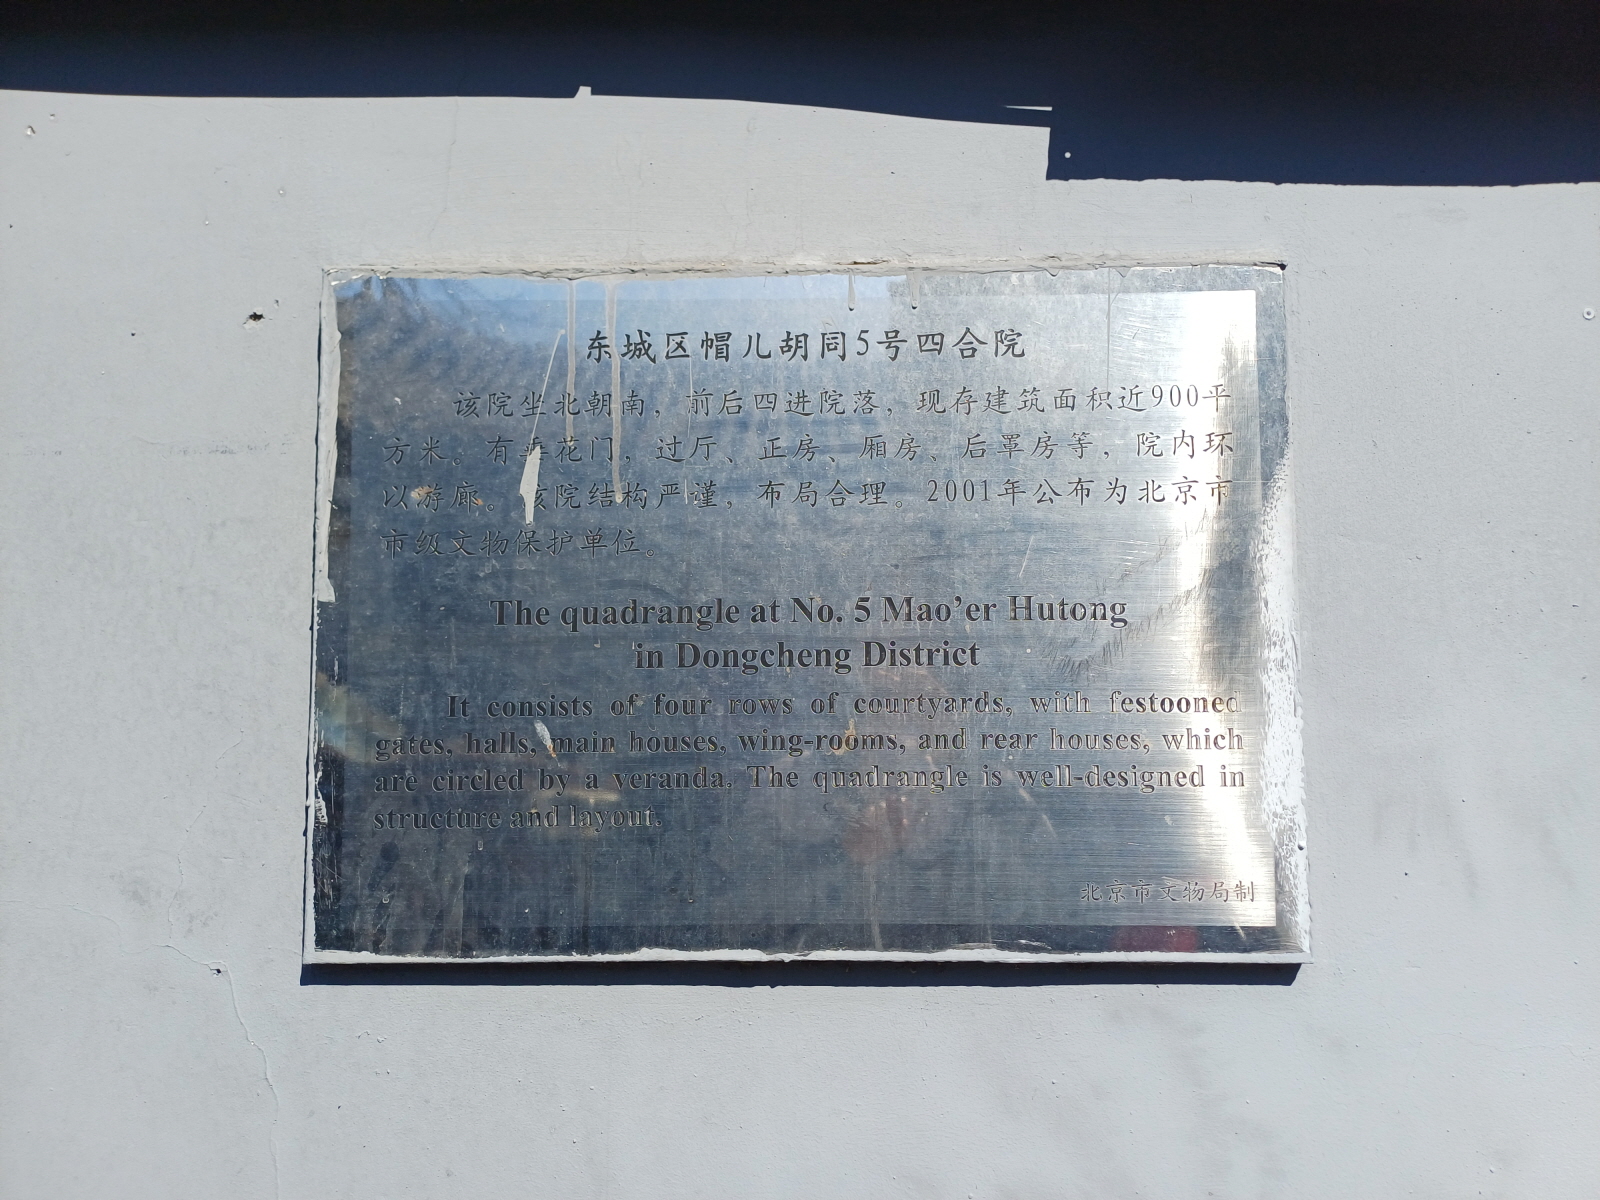 东城区帽儿胡同5号四合院
该院坐北朝南，前后四进院落，现存建筑面积近900平
方米。有垂花门，过厅、正房、厢房、后罩房等，院内环
以游廊。该院结构严谨，布局合理。2001年公布为北京市
市级文物保护单位。
The quadrangle at No. 5 Mao’er Hutong
in Dongcheng District
It consists of four rows of courtyards, with festooned
gates, halls, main houses, wing-rooms, and rear houses, which
are circled by a veranda. The quadrangle is well-designed in
structure and layout.
北京市文物局制